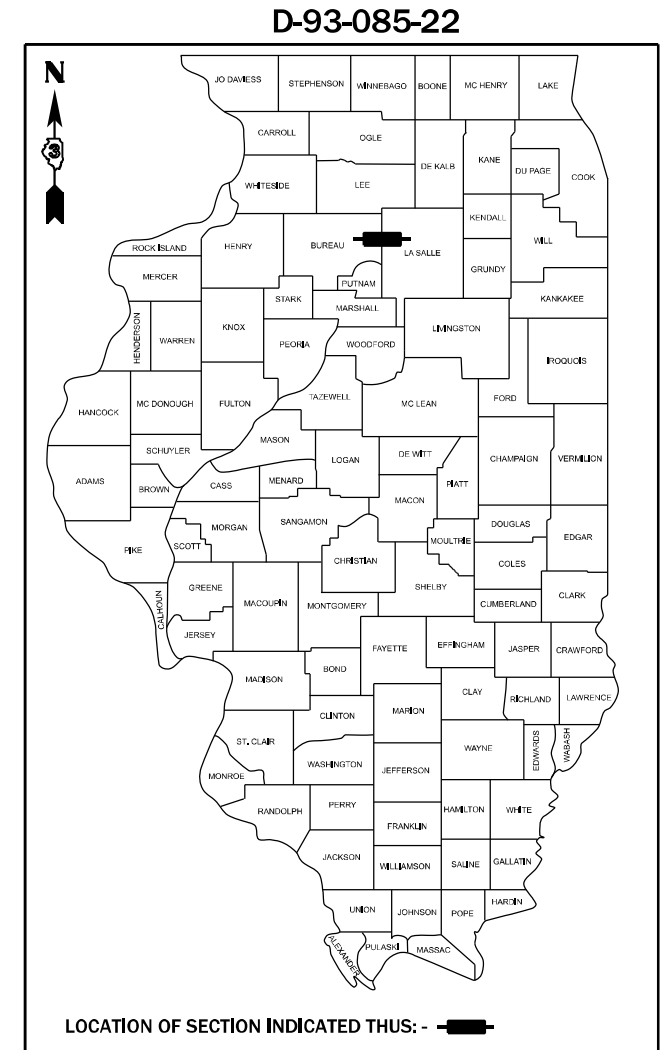 D-93-085-22
N
3
JO DAVIESS
STEPHENSON
WINNEBAGO
BOONE
MC HENRY
LAKE
CARROLL
OGLE
DE KALB
KANE
DU PAGE
COOK
WHITESIDE
LEE
KENDALL
WILL
ROCK ISLAND
HENRY
BUREAU
LA SALLE
GRUNDY
MERCER
PUTNAM
STARK
MARSHALL
KANKAKEE
HENDERSON
WARREN
KNOX
PEORIA
WOODFORD
LIVINGSTON
IROQUOIS
HANCOCK
MC DONOUGH
FULTON
TAZEWELL
MC LEAN
FORD
SCHUYLER
MASON
LOGAN
DE WITT
CHAMPAIGN
VERMILION
ADAMS
BROWN
CASS
MENARD
MACON
PIATT
PIKE
SCOTT
MORGAN
SANGAMON
CHRISTIAN
MOULTRIE
DOUGLAS
EDGAR
COLES
CALHOUN
GREENE
MACOUPIN
MONTGOMERY
SHELBY
CUMBERLAND
CLARK
JERSEY
FAYETTE
EFFINGHAM
JASPER
CRAWFORD
MADISON
BOND
CLAY
RICHLAND
LAWRENCE
CLINTON
MARION
ST. CLAIR
WAYNE
EDWARDS
WABASH
MONROE
WASHINGTON
JEFFERSON
RANDOLPH
PERRY
HAMILTON
WHITE
FRANKLIN
JACKSON
WILLIAMSON
SALINE
GALLATIN
UNION
JOHNSON
POPE
HARDIN
ALEXANDER
PULASKI
MASSAC
LOCATION OF SECTION INDICATED THUS: -